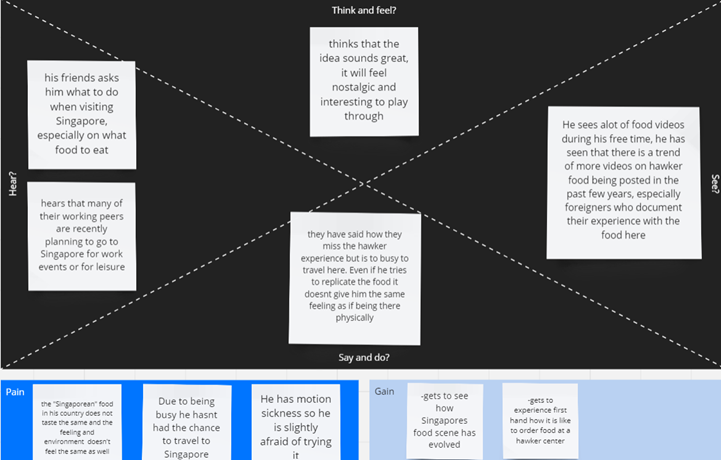 Think and feel?
thinks that the
idea sounds great,
it will feel
nostalgic and
interesting to play
through
his friends asks
him what to do
when visiting
Singapore,
especially on what
food to eat
Hear?
hears that many of
their working peers
are recently
planning to go to
Singapore for work
events or for leisure
He sees alot of food videos
during his free time, he has
seen that there is a trend
of more videos on hawker
food being posted in the
past few years, especially
foreigners who document
their experience with the
food here
See?
they have said how they
miss the hawker
experience but is to busy to
travel here. Even if he tries
to replicate the food it
doesnt give him the same
feeling as if being there
physically
Say and do?
Pain
the "Singaporean" food
in his country does not
taste the same and the
feeling and
environment doesn't
feel the same as well
Due to being
busy he hasnt
had the chance
to travel to
Singapore
He has motion
sickness so he
is slightly
afraid of trying
it
Gain
-gets to see
how
Singapores
food scene has
evolved
-gets to
experience first
hand how it is like
to order food at a
hawker center